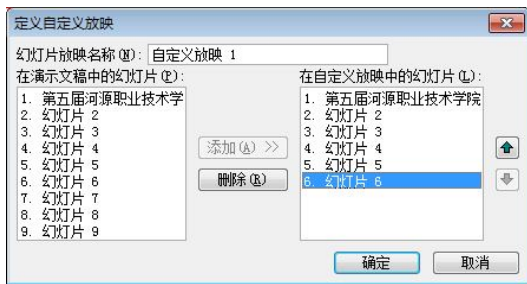 定义自定义放映
幻灯片放映名称(N): 自定义放映 1
在演示文稿中的幻灯片(P):
1. 第五届河源职业技术学
2. 幻灯片 2
3. 幻灯片 3
4. 幻灯片 4
5. 幻灯片 5
6. 幻灯片 6
7. 幻灯片 7
8. 幻灯片 8
9. 幻灯片 9
添加(A) >>
删除(R)
在自定义放映中的幻灯片(L):
1. 第五届河源职业技术学院
2. 幻灯片 2
3. 幻灯片 3
4. 幻灯片 4
5. 幻灯片 5
6. 幻灯片 6
确定
取消